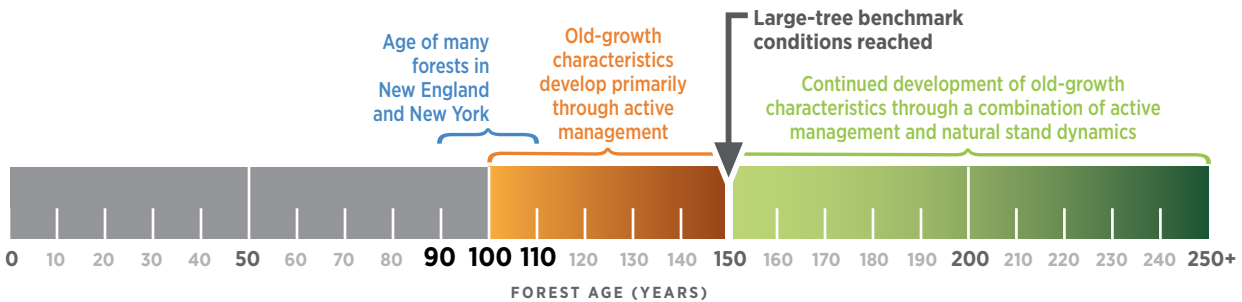 Large-tree benchmark
conditions reached
Age of many
forests in
New England
and New York
Old-growth
characteristics
develop primarily
through active
management
Continued development of old-growth
characteristics through a combination of active
management and natural stand dynamics
0 10 20 30 40 50 60 70 80 90 100 110 120 130 140 150 160 170 180 190 200 210 220 230 240 250+
FOREST AGE (YEARS)